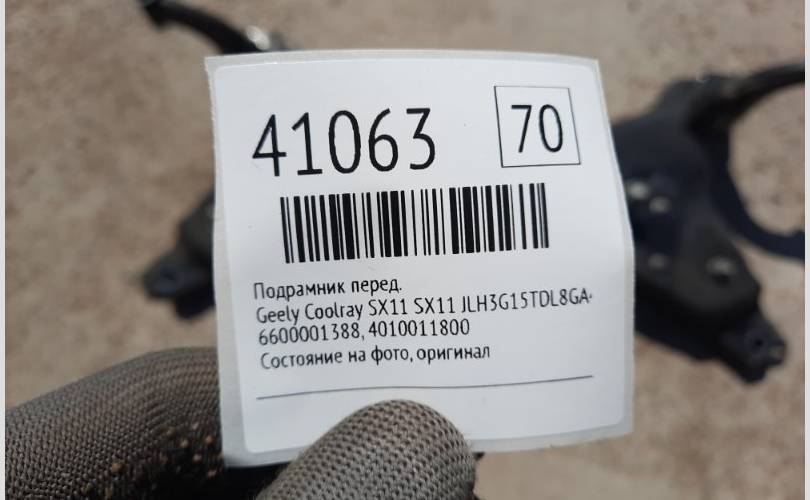 41063
70
Подрамник перед.
Geely Coolray SX11 SX11 JLH3G15TDL8GA-
6600001388, 4010011800
Состояние на фото, оригинал